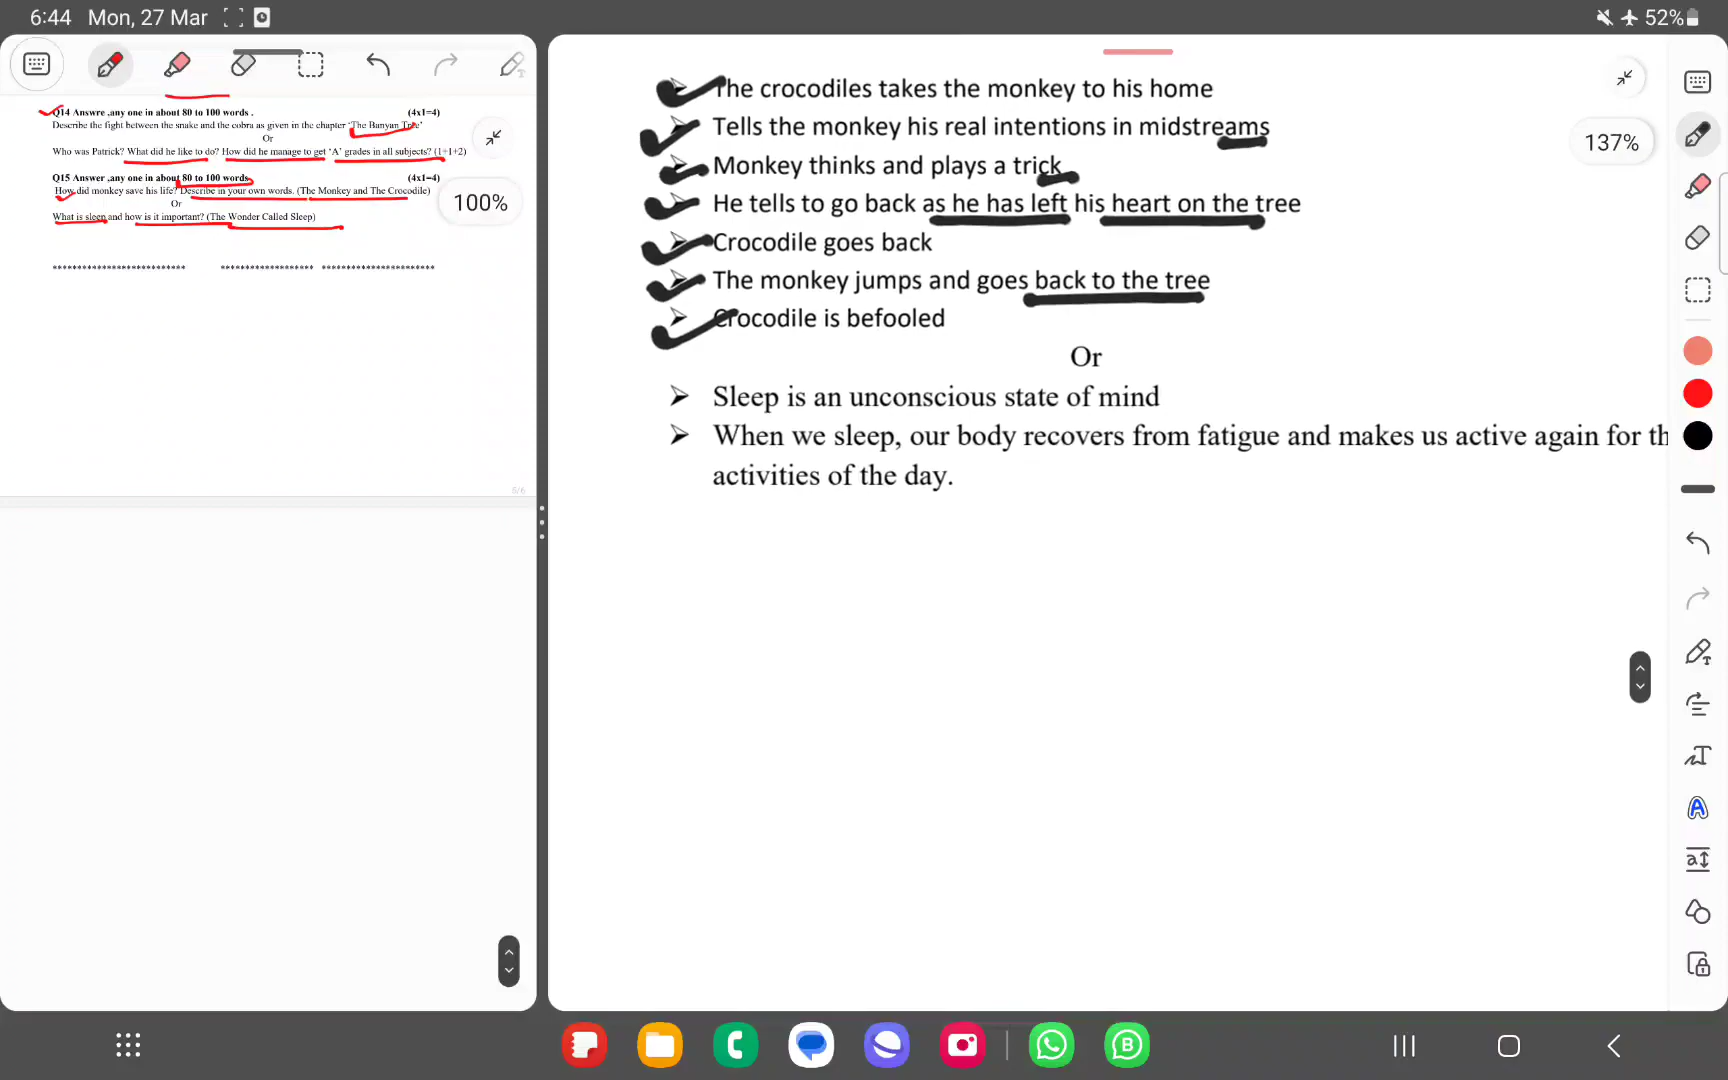 6:44 Mon, 27 Mar
52%
Q14 Answre ,any one in about 80 to 100 words . (4x1=4)
Describe the fight between the snake and the cobra as given in the chapter ‘The Banyan Tree’
Or
Who was Patrick? What did he like to do? How did he manage to get ‘A’ grades in all subjects? (1+1+2)
Q15 Answer ,any one in about 80 to 100 words (4x1=4)
How did monkey save his life? Describe in your own words. (The Monkey and The Crocodile)
Or
What is sleep and how is it important? (The Wonder Called Sleep)
*************************** ******************* ***********************
100%
5/6
The crocodiles takes the monkey to his home
Tells the monkey his real intentions in midstreams
Monkey thinks and plays a trick
He tells to go back as he has left his heart on the tree
Crocodile goes back
The monkey jumps and goes back to the tree
Crocodile is befooled
Or
Sleep is an unconscious state of mind
When we sleep, our body recovers from fatigue and makes us active again for th
activities of the day.
137%